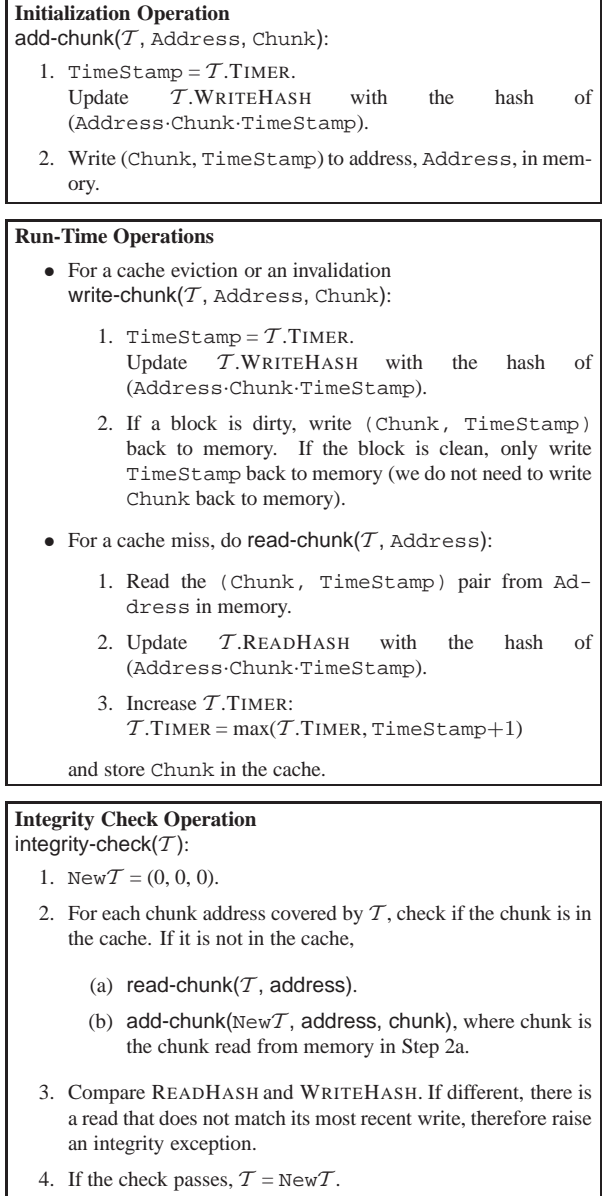 Initialization Operation
add-chunk(𝒯, Address, Chunk):
1. TimeStamp = 𝒯.TIMER.
Update 𝒯.WRITEHASH with the hash of
(Address·Chunk·TimeStamp).
2. Write (Chunk, TimeStamp) to address, Address, in mem-
ory.
Run-Time Operations
• For a cache eviction or an invalidation
write-chunk(𝒯, Address, Chunk):
1. TimeStamp = 𝒯.TIMER.
Update 𝒯.WRITEHASH with the hash of
(Address·Chunk·TimeStamp).
2. If a block is dirty, write (Chunk, TimeStamp)
back to memory. If the block is clean, only write
TimeStamp back to memory (we do not need to write
Chunk back to memory).
• For a cache miss, do read-chunk(𝒯, Address):
1. Read the (Chunk, TimeStamp) pair from Ad-
dress in memory.
2. Update 𝒯.READHASH with the hash of
(Address·Chunk·TimeStamp).
3. Increase 𝒯.TIMER:
𝒯.TIMER = max(𝒯.TIMER, TimeStamp+1)
and store Chunk in the cache.
Integrity Check Operation
integrity-check(𝒯):
1. New𝒯 = (0, 0, 0).
2. For each chunk address covered by 𝒯, check if the chunk is in
the cache. If it is not in the cache,
(a) read-chunk(𝒯, address).
(b) add-chunk(New𝒯, address, chunk), where chunk is
the chunk read from memory in Step 2a.
3. Compare READHASH and WRITEHASH. If different, there is
a read that does not match its most recent write, therefore raise
an integrity exception.
4. If the check passes, 𝒯 = New𝒯.